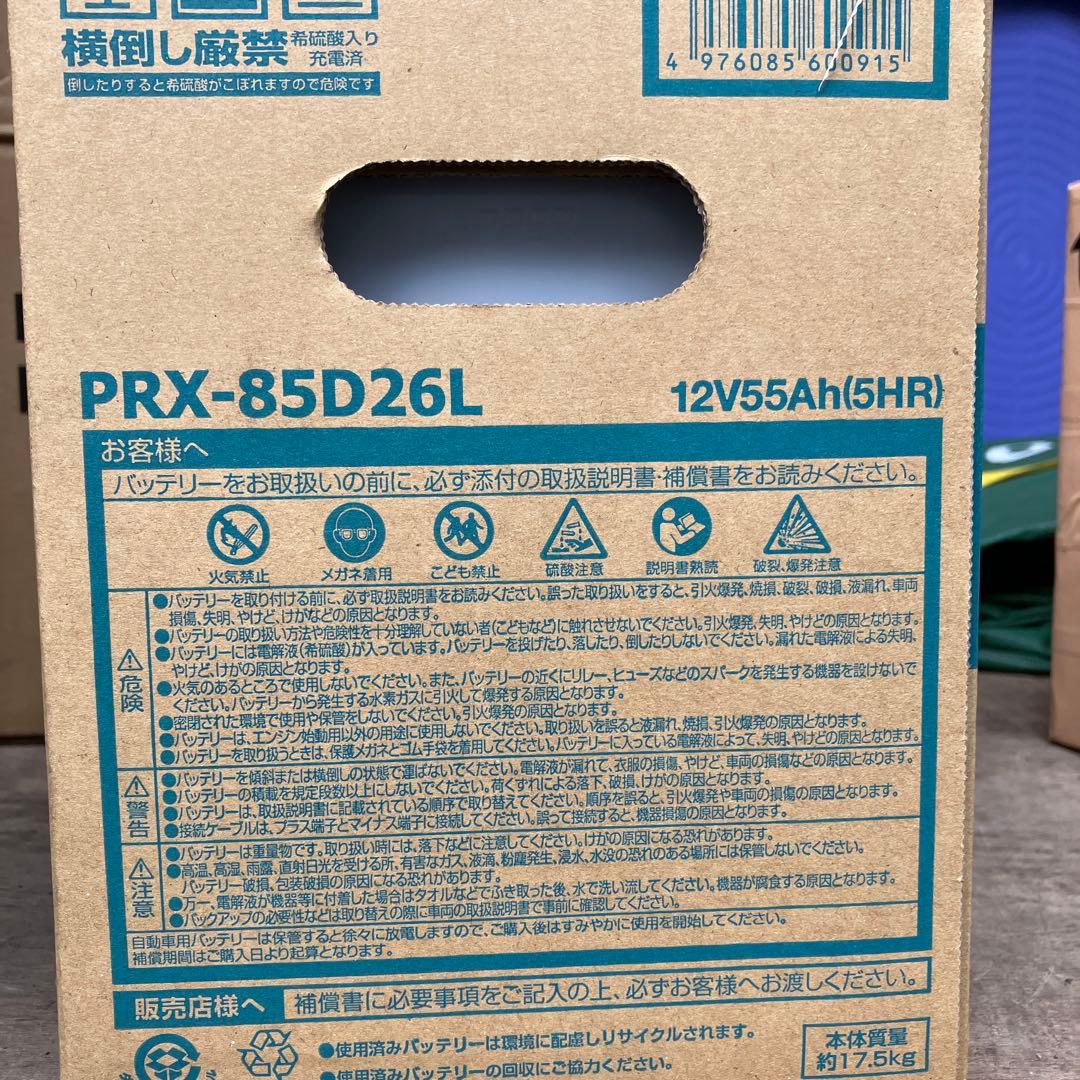 横倒し厳禁 希硫酸入り 充電済
倒したりすると希硫酸がこぼれますので危険です
4 976085 600915
PRX-85D26L
12V55Ah(5HR)
お客様へ
バッテリーをお取扱いの前に、必ず添付の取扱説明書・補償書をお読みください。
火気禁止 メガネ着用 こども禁止 硫酸注意 説明書熟読 破裂、爆発注意
危険
●バッテリーを取り付ける前に、必ず取扱説明書をお読みください。誤った取り扱いをすると、引火爆発、焼損、破裂、破損、液漏れ、車両
損傷、失明、やけど、けがなどの原因となります。
●バッテリーの取り扱い方法や危険性を十分理解していない者(こどもなど)に触れさせないでください。引火爆発、失明、やけどの原因となります。
●バッテリーには電解液(希硫酸)が入っています。バッテリーを投げたり、落したり、倒したりしないでください。漏れた電解液による失明、
やけど、けがの原因となります。
●火気のあるところで使用しないでください。また、バッテリーの近くにリレー、ヒューズなどのスパークを発生する機器を設けないで
ください。バッテリーから発生する水素ガスに引火して爆発する原因となります。
●密閉された環境で使用や保管をしないでください。引火爆発の原因となります。
●バッテリーは、エンジン始動用以外の用途に使用しないでください。取り扱いを誤ると液漏れ、焼損、引火爆発の原因となります。
●バッテリーを取り扱うときは、保護メガネとゴム手袋を着用してください。バッテリーに入っている電解液によって、失明、やけどの原因となります。
警告
●バッテリーを傾斜または横倒しの状態で運ばないでください。電解液が漏れて、衣服の損傷、やけど、車両の損傷などの原因となります。
●バッテリーの積載を規定段数以上にしないでください。荷くずれによる落下、破損、けがの原因となります。
●バッテリーは、取扱説明書に記載されている順序で取り替えてください。順序を誤ると、引火爆発や車両の損傷の原因となります。
●接続ケーブルは、プラス端子とマイナス端子に接続してください。誤って接続すると、機器損傷の原因となります。
注意
●バッテリーは重量物です。取り扱い時には、落下などに注意してください。けがの原因になる恐れがあります。
●高温、高湿、雨露、直射日光を受ける所、有害なガス、液滴、粉塵発生、浸水、水没の恐れのある場所には保管しないでください。
バッテリー破損、包装破損の原因になる恐れがあります。
●万一、電解液が機器等に付着した場合はタオルなどでふき取った後、水で洗い流してください。機器が腐食する原因になる恐れがあります。
●バックアップの必要性などは取り替えの際に車両の取扱説明書で事前に確認してください。
自動車用バッテリーは保管すると徐々に放電しますので、ご購入後はすみやかに使用を開始してください。
補償期間はご購入日より起算となります。
販売店様へ 補償書に必要事項をご記入の上、必ずお客様へお渡しください。
●使用済みバッテリーは環境に配慮しリサイクルされます。
●使用済みバッテリーの回収にご協力ください。
本体質量
約17.5kg